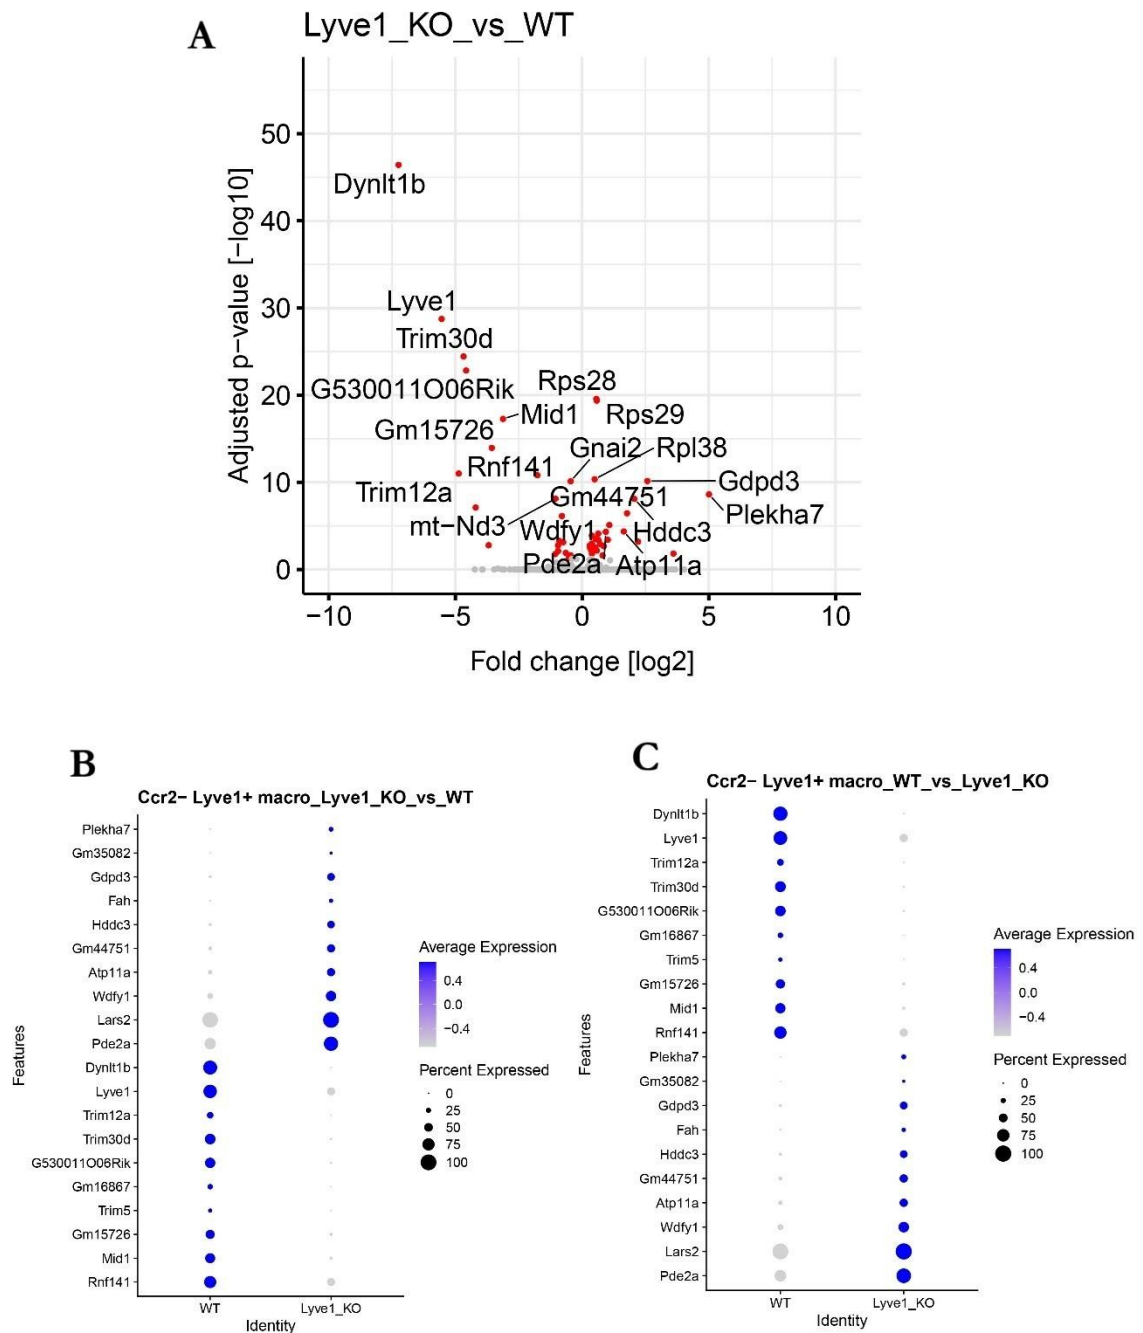 A
Lyve1_KO_vs_WT
Adjusted p-value [-log10]
50
40
30
20
10
0
Dynlt1b
Lyve1
Trim30d
G530011O06Rik
Rps28
Mid1
Rps29
Gm15726
Gnai2
Rpl38
Rnf141
Trim12a
Gm44751
Gdpd3
Plekha7
mt-Nd3
Wdfy1
Hddc3
Pde2a
Atp11a
-10
-5
0
5
10
Fold change [log2]
B
Ccr2- Lyve1+ macro_Lyve1_KO_vs_WT
Features
Plekha7
Gm35082
Gdpd3
Fah
Hddc3
Gm44751
Atp11a
Wdfy1
Lars2
Pde2a
Dynlt1b
Lyve1
Trim12a
Trim30d
G530011O06Rik
Gm16867
Trim5
Gm15726
Mid1
Rnf141
WT
Lyve1_KO
Identity
Average Expression
0.4
0.0
-0.4
Percent Expressed
0
25
50
75
100
C
Ccr2- Lyve1+ macro_WT_vs_Lyve1_KO
Features
Dynlt1b
Lyve1
Trim12a
Trim30d
G530011O06Rik
Gm16867
Trim5
Gm15726
Mid1
Rnf141
Plekha7
Gm35082
Gdpd3
Fah
Hddc3
Gm44751
Atp11a
Wdfy1
Lars2
Pde2a
WT
Lyve1_KO
Identity
Average Expression
0.4
0.0
-0.4
Percent Expressed
0
25
50
75
100